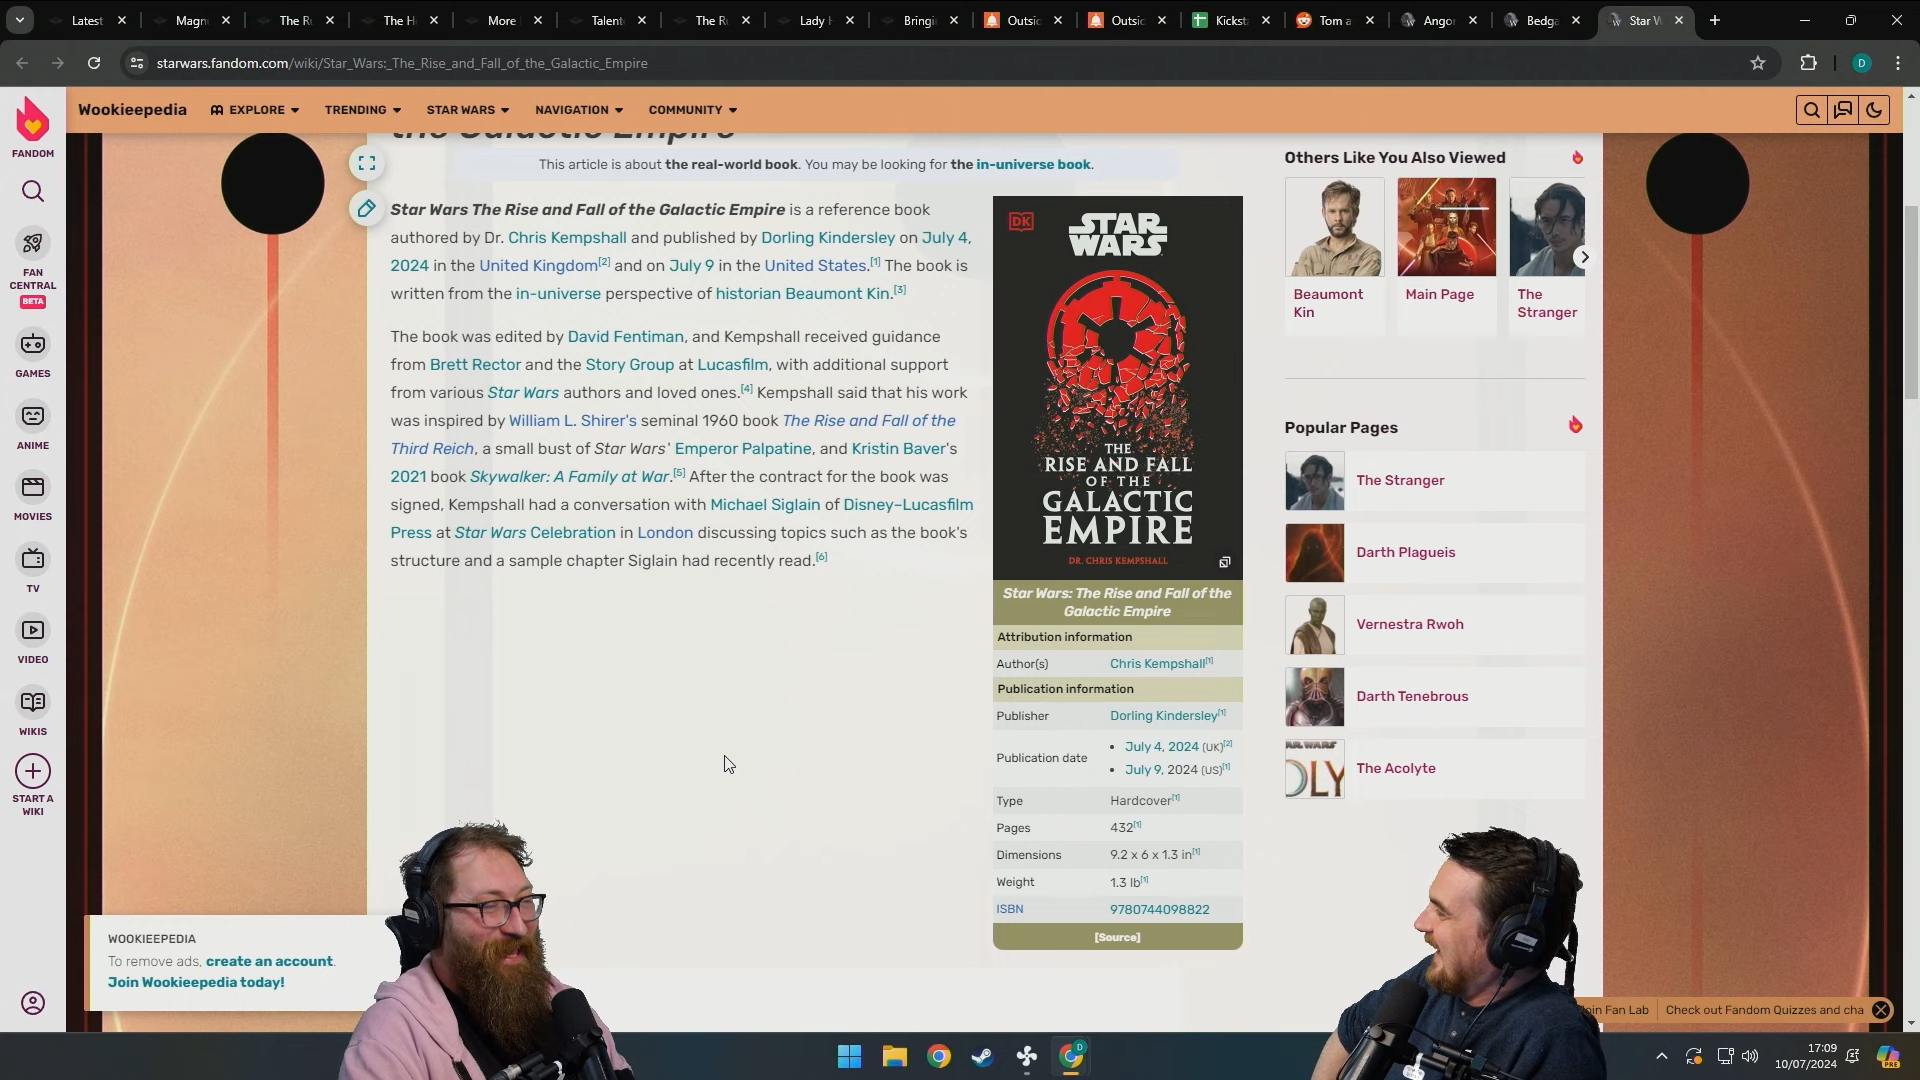 Latest
Magn
The Ru
The H
More
Talent
The Ru
Lady H
Bringi
Outsid
Outsid
Kicksta
Tom a
Angor
Bedga
Star W
starwars.fandom.com/wiki/Star_Wars:_The_Rise_and_Fall_of_the_Galactic_Empire
D
Wookieepedia
EXPLORE
TRENDING
STAR WARS
NAVIGATION
COMMUNITY
FANDOM
FAN
CENTRAL
BETA
GAMES
ANIME
MOVIES
TV
VIDEO
WIKIS
START A
WIKI
the Galactic Empire
This article is about the real-world book. You may be looking for the in-universe book.
Star Wars The Rise and Fall of the Galactic Empire is a reference book
authored by Dr. Chris Kempshall and published by Dorling Kindersley on July 4,
2024 in the United Kingdom[2] and on July 9 in the United States.[1] The book is
written from the in-universe perspective of historian Beaumont Kin.[3]
The book was edited by David Fentiman, and Kempshall received guidance
from Brett Rector and the Story Group at Lucasfilm, with additional support
from various Star Wars authors and loved ones.[4] Kempshall said that his work
was inspired by William L. Shirer's seminal 1960 book The Rise and Fall of the
Third Reich, a small bust of Star Wars' Emperor Palpatine, and Kristin Baver's
2021 book Skywalker: A Family at War.[5] After the contract for the book was
signed, Kempshall had a conversation with Michael Siglain of Disney–Lucasfilm
Press at Star Wars Celebration in London discussing topics such as the book's
structure and a sample chapter Siglain had recently read.[6]
DK
STAR
WARS
THE
RISE AND FALL
OF THE
GALACTIC
EMPIRE
DR. CHRIS KEMPSHALL
Star Wars: The Rise and Fall of the
Galactic Empire
Attribution information
Author(s) Chris Kempshall[1]
Publication information
Publisher Dorling Kindersley[1]
Publication date
• July 4, 2024 (UK)[2]
• July 9, 2024 (US)[1]
Type Hardcover[1]
Pages 432[1]
Dimensions 9.2 x 6 x 1.3 in[1]
Weight 1.3 lb[1]
ISBN 9780744098822
[Source]
Others Like You Also Viewed
Beaumont
Kin
Main Page
The
Stranger
Popular Pages
The Stranger
Darth Plagueis
Vernestra Rwoh
Darth Tenebrous
The Acolyte
WOOKIEEPEDIA
To remove ads, create an account.
Join Wookieepedia today!
Join Fan Lab
Check out Fandom Quizzes and cha
17:09
10/07/2024